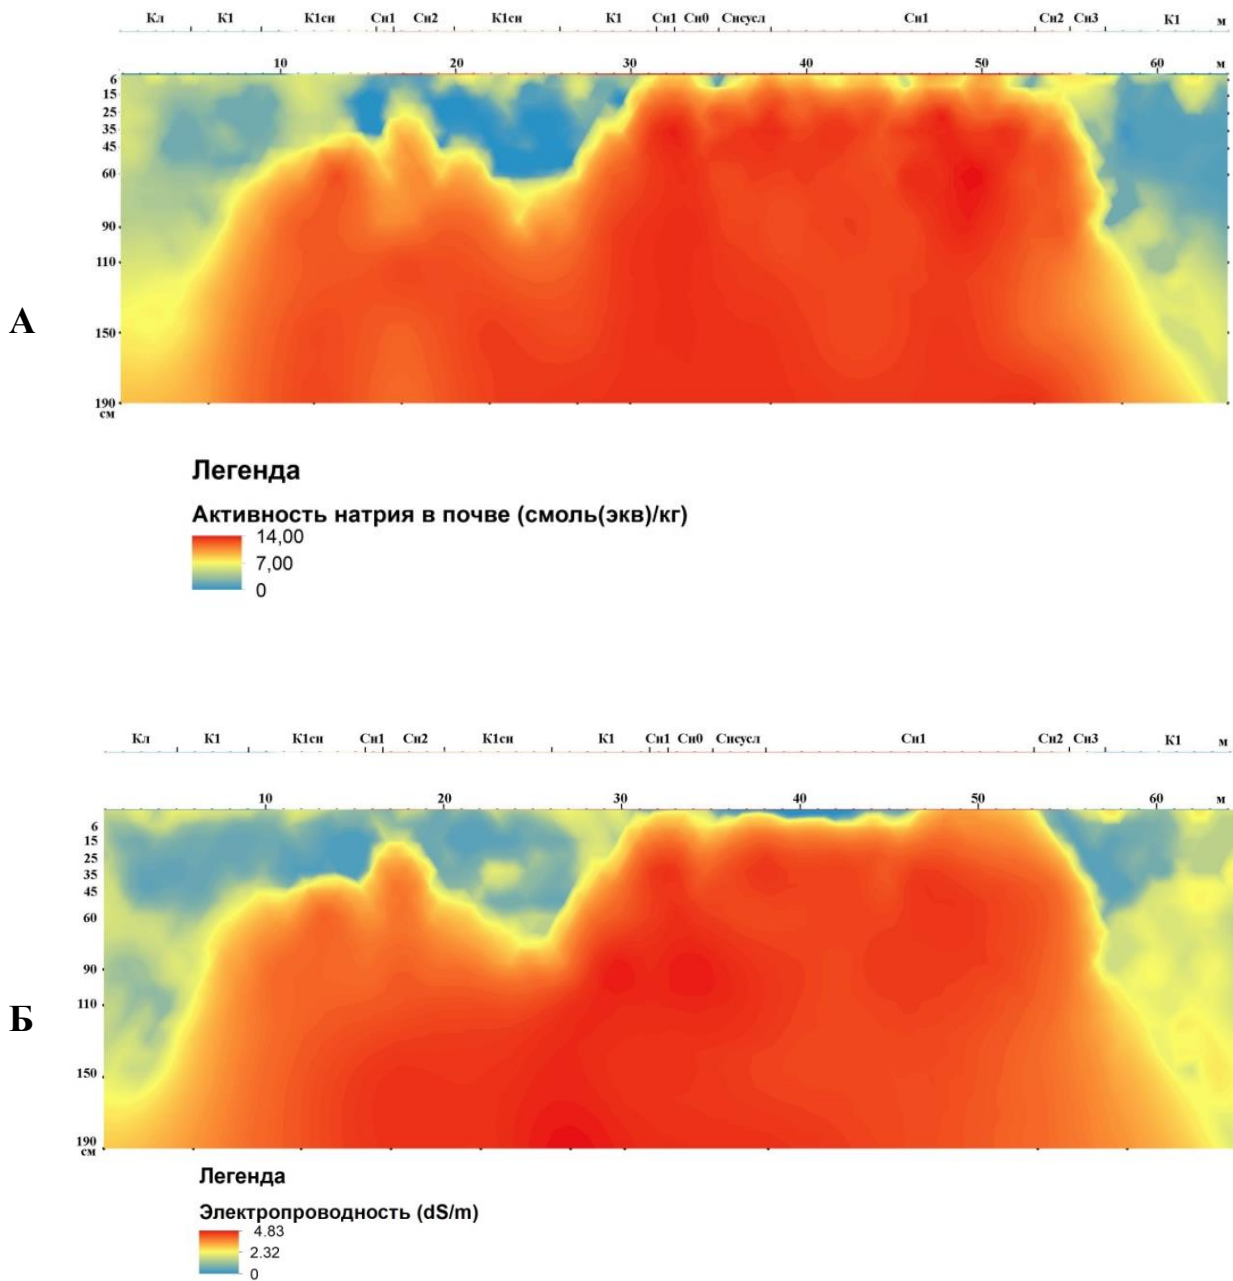 Кл К1 К1сн Сн1 Сн2 К1сн К1 Сн1 Сн0 Снсусл Сн1 Сн2 Сн3 К1 м
10 20 30 40 50 60 м
6
15
25
35
45
60
90
110
А
150
190
см
Легенда
Активность натрия в почве (смоль(экв)/кг)
14,00
7,00
0
Кл К1 К1сн Сн1 Сн2 К1сн К1 Сн1 Сн0 Снсусл Сн1 Сн2 Сн3 К1 м
10 20 30 40 50 60 м
6
15
25
35
45
60
90
110
Б
150
190
см
Легенда
Электропроводность (dS/m)
4.83
2.32
0